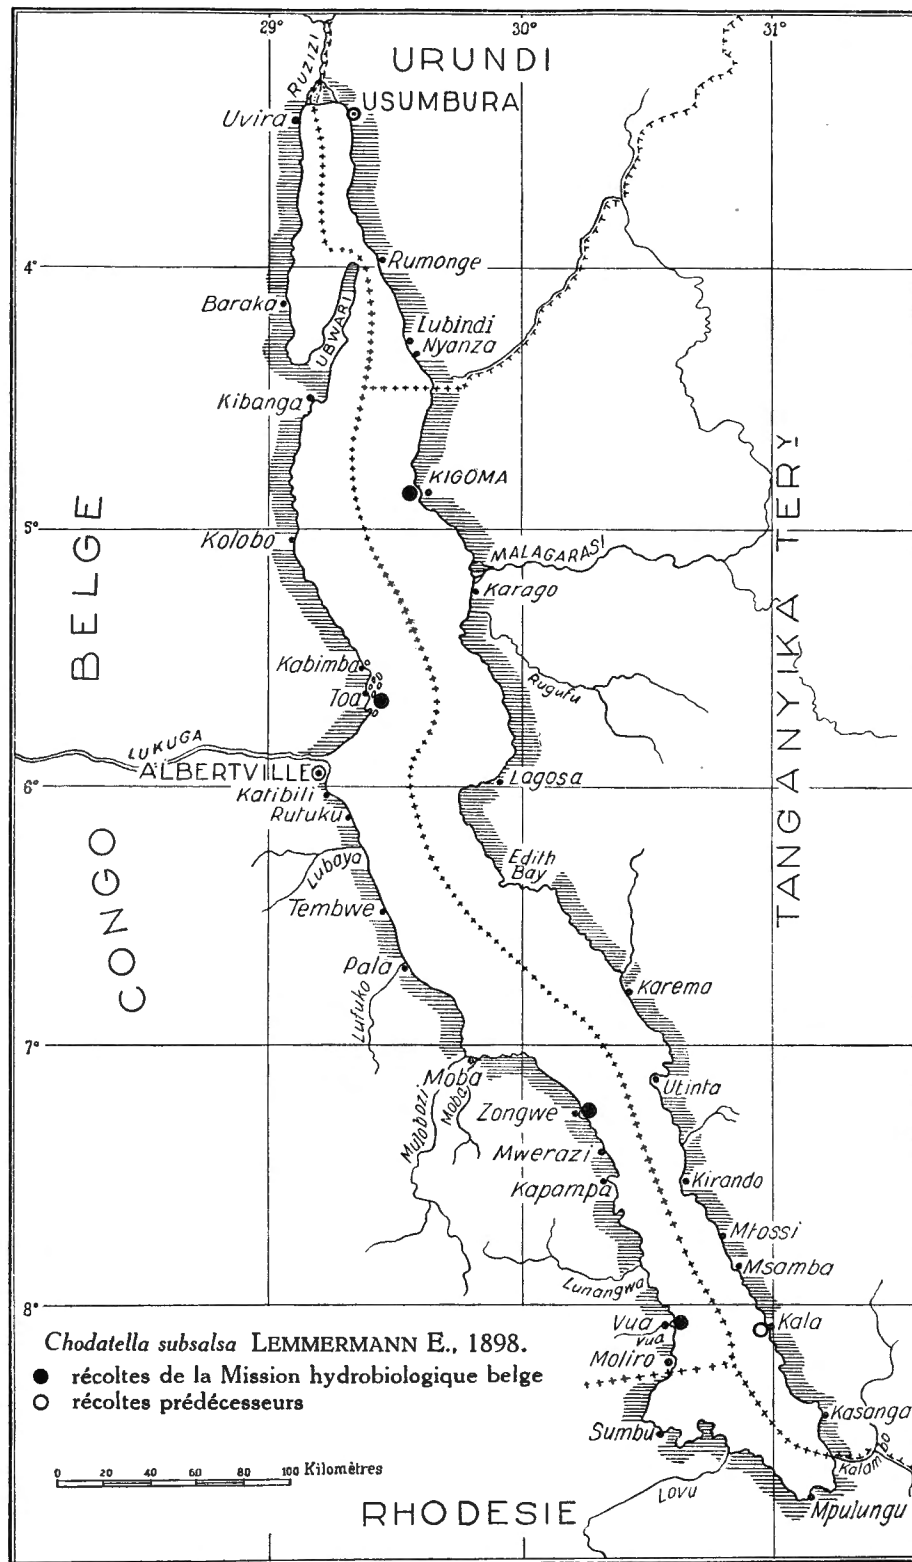 29°
30°
31°
URUNDI
RUZIZI
USUMBURA
Uvira
4°
Rumonge
Baraka
UBWARI
Lubindi
Nyanza
Kibanga
KIGOMA
5°
Kolobo
MALAGARASI
Karago
BELGE
CONGO
TANGANYIKA TERY
Kabimba
Toa
Rugufu
LUKUGA
ALBERTVILLE
6°
Katibili
Lagosa
Rutuku
Lubaya
Edith
Bay
Tembwe
Pala
Karema
Lufuko
7°
Moba
Utinta
Mulobozi
Moba
Zongwe
Mwerazi
Kapampa
Kirando
Mtossi
Msamba
Lunangwa
8°
Vua
Vua
Kala
Chodatella subsalsa LEMMERMANN E., 1898.
Moliro
récoltes de la Mission hydrobiologique belge
récoltes prédécesseurs
Kasanga
Sumbu
Kalambo
0 20 40 60 80 100 Kilomètres
Lovu
Mpulungu
RHODESIE